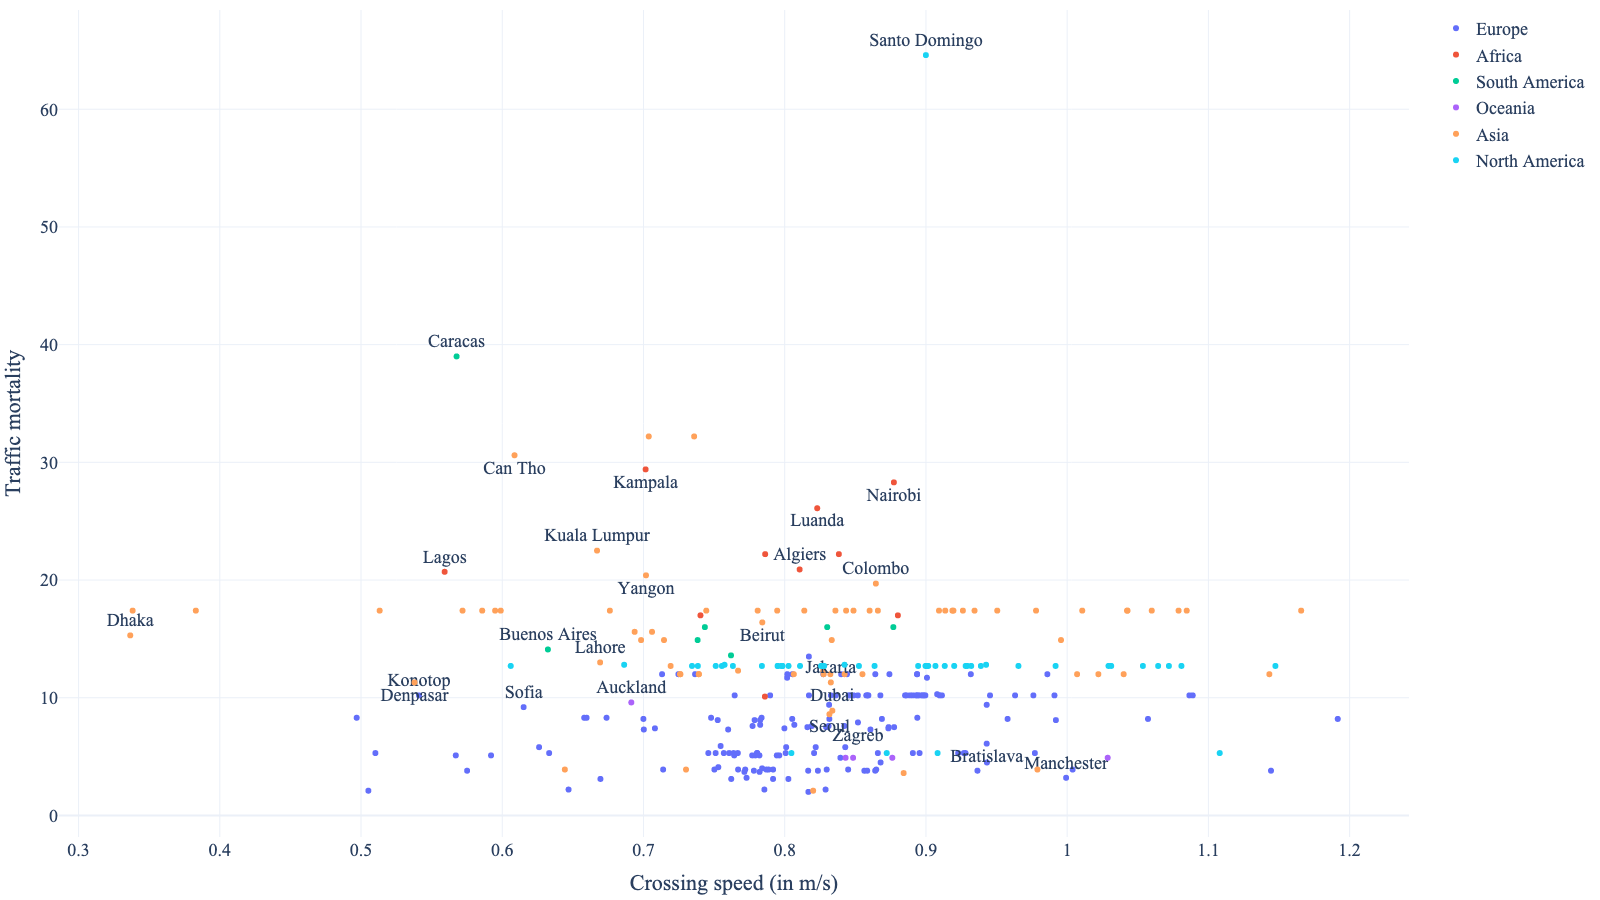 Santo Domingo
Europe
Africa
South America
Oceania
Asia
North America
60
50
40
30
20
10
0
Traffic mortality
Caracas
Can Tho
Kampala
Nairobi
Luanda
Kuala Lumpur
Lagos
Algiers
Colombo
Yangon
Dhaka
Buenos Aires
Beirut
Lahore
Jakarta
Konotop
Denpasar
Sofia
Auckland
Dubai
Seoul
Zagreb
Bratislava
Manchester
0.3
0.4
0.5
0.6
0.7
0.8
0.9
1
1.1
1.2
Crossing speed (in m/s)